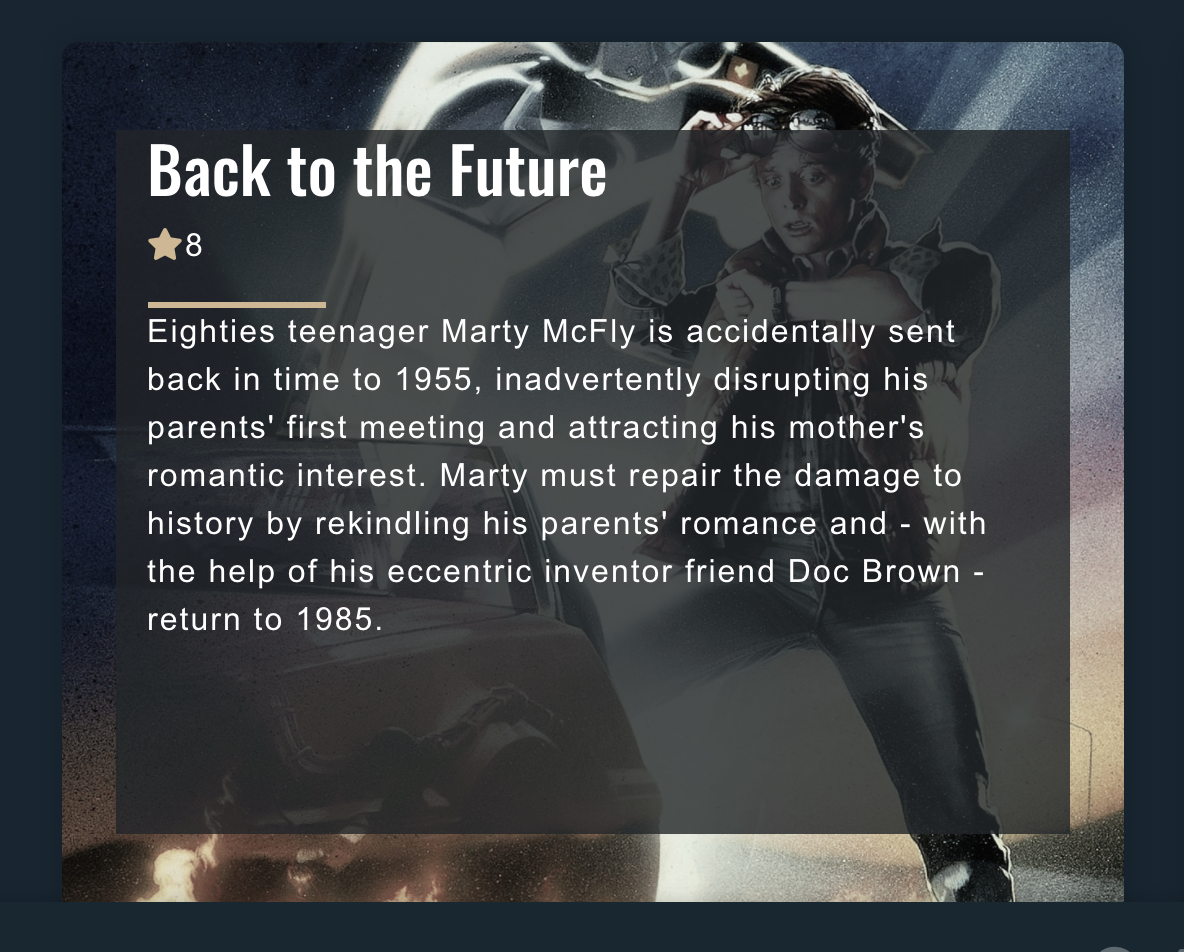 Back to the Future
8
Eighties teenager Marty McFly is accidentally sent
back in time to 1955, inadvertently disrupting his
parents' first meeting and attracting his mother's
romantic interest. Marty must repair the damage to
history by rekindling his parents' romance and - with
the help of his eccentric inventor friend Doc Brown -
return to 1985.